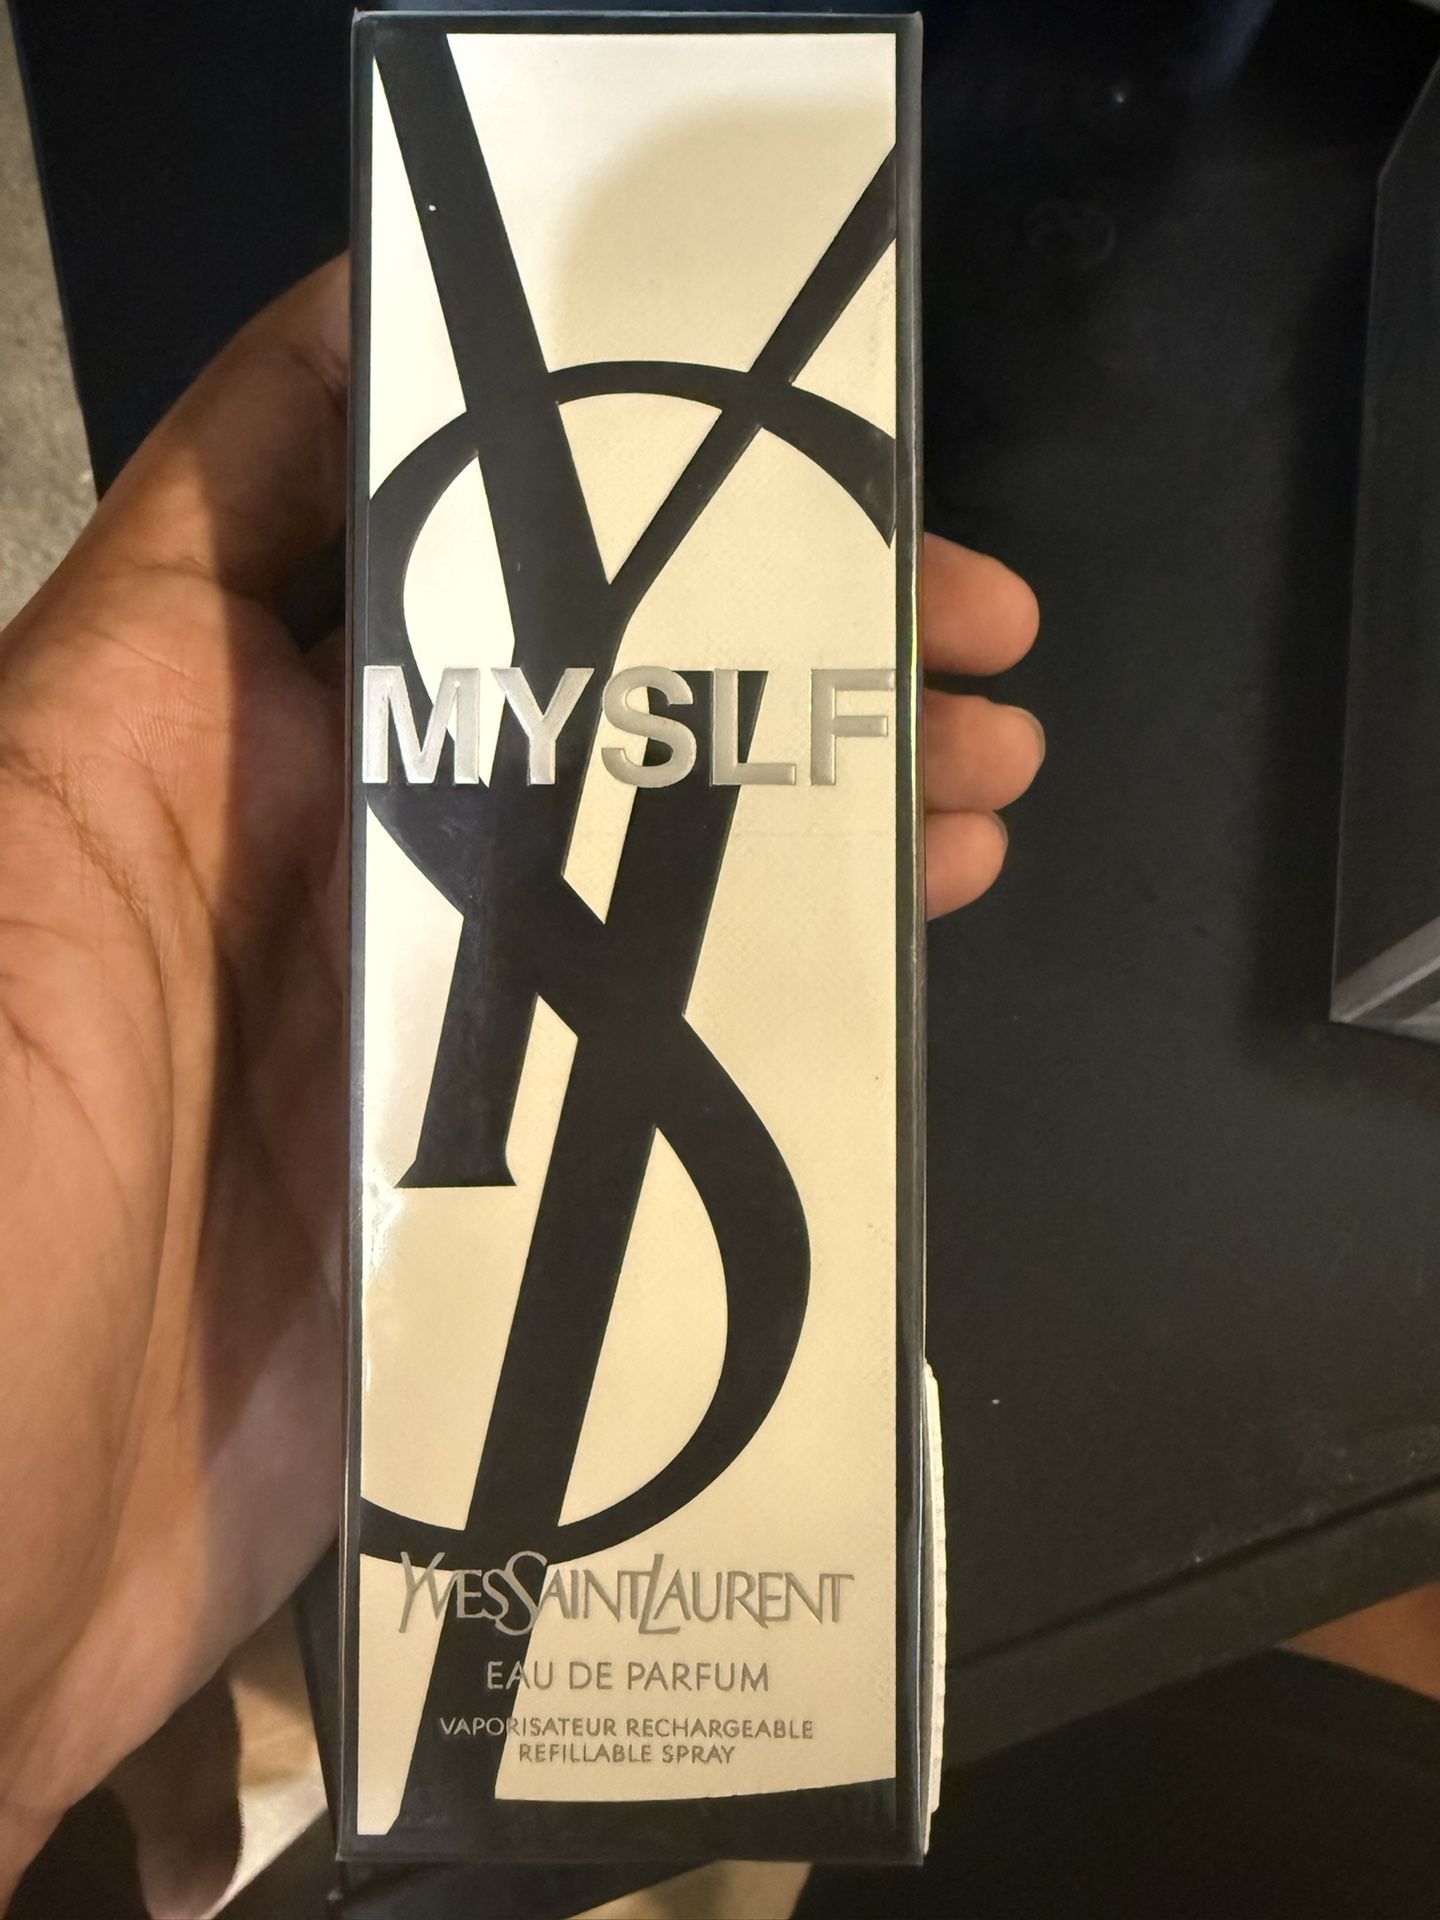 MYSLF
YVESSAINTLAURENT
EAU DE PARFUM
VAPORISATEUR RECHARGEABLE
REFILLABLE SPRAY